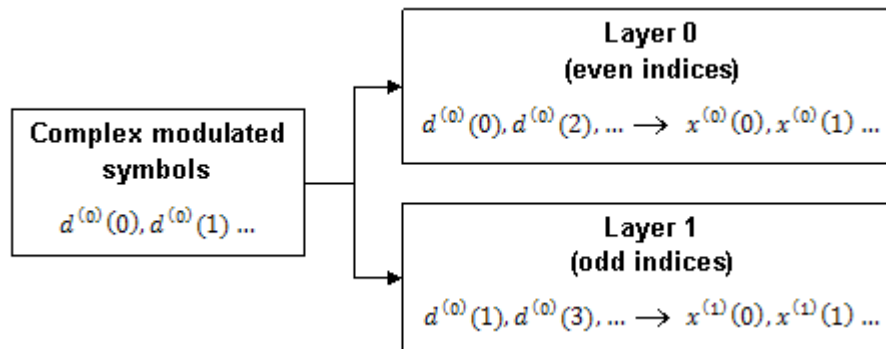 Complex modulated
symbols
d⁽⁰⁾(0), d⁽⁰⁾(1) ...
Layer 0
(even indices)
d⁽⁰⁾(0), d⁽⁰⁾(2), ... → x⁽⁰⁾(0), x⁽⁰⁾(1) ...
Layer 1
(odd indices)
d⁽⁰⁾(1), d⁽⁰⁾(3), ... → x⁽¹⁾(0), x⁽¹⁾(1) ...